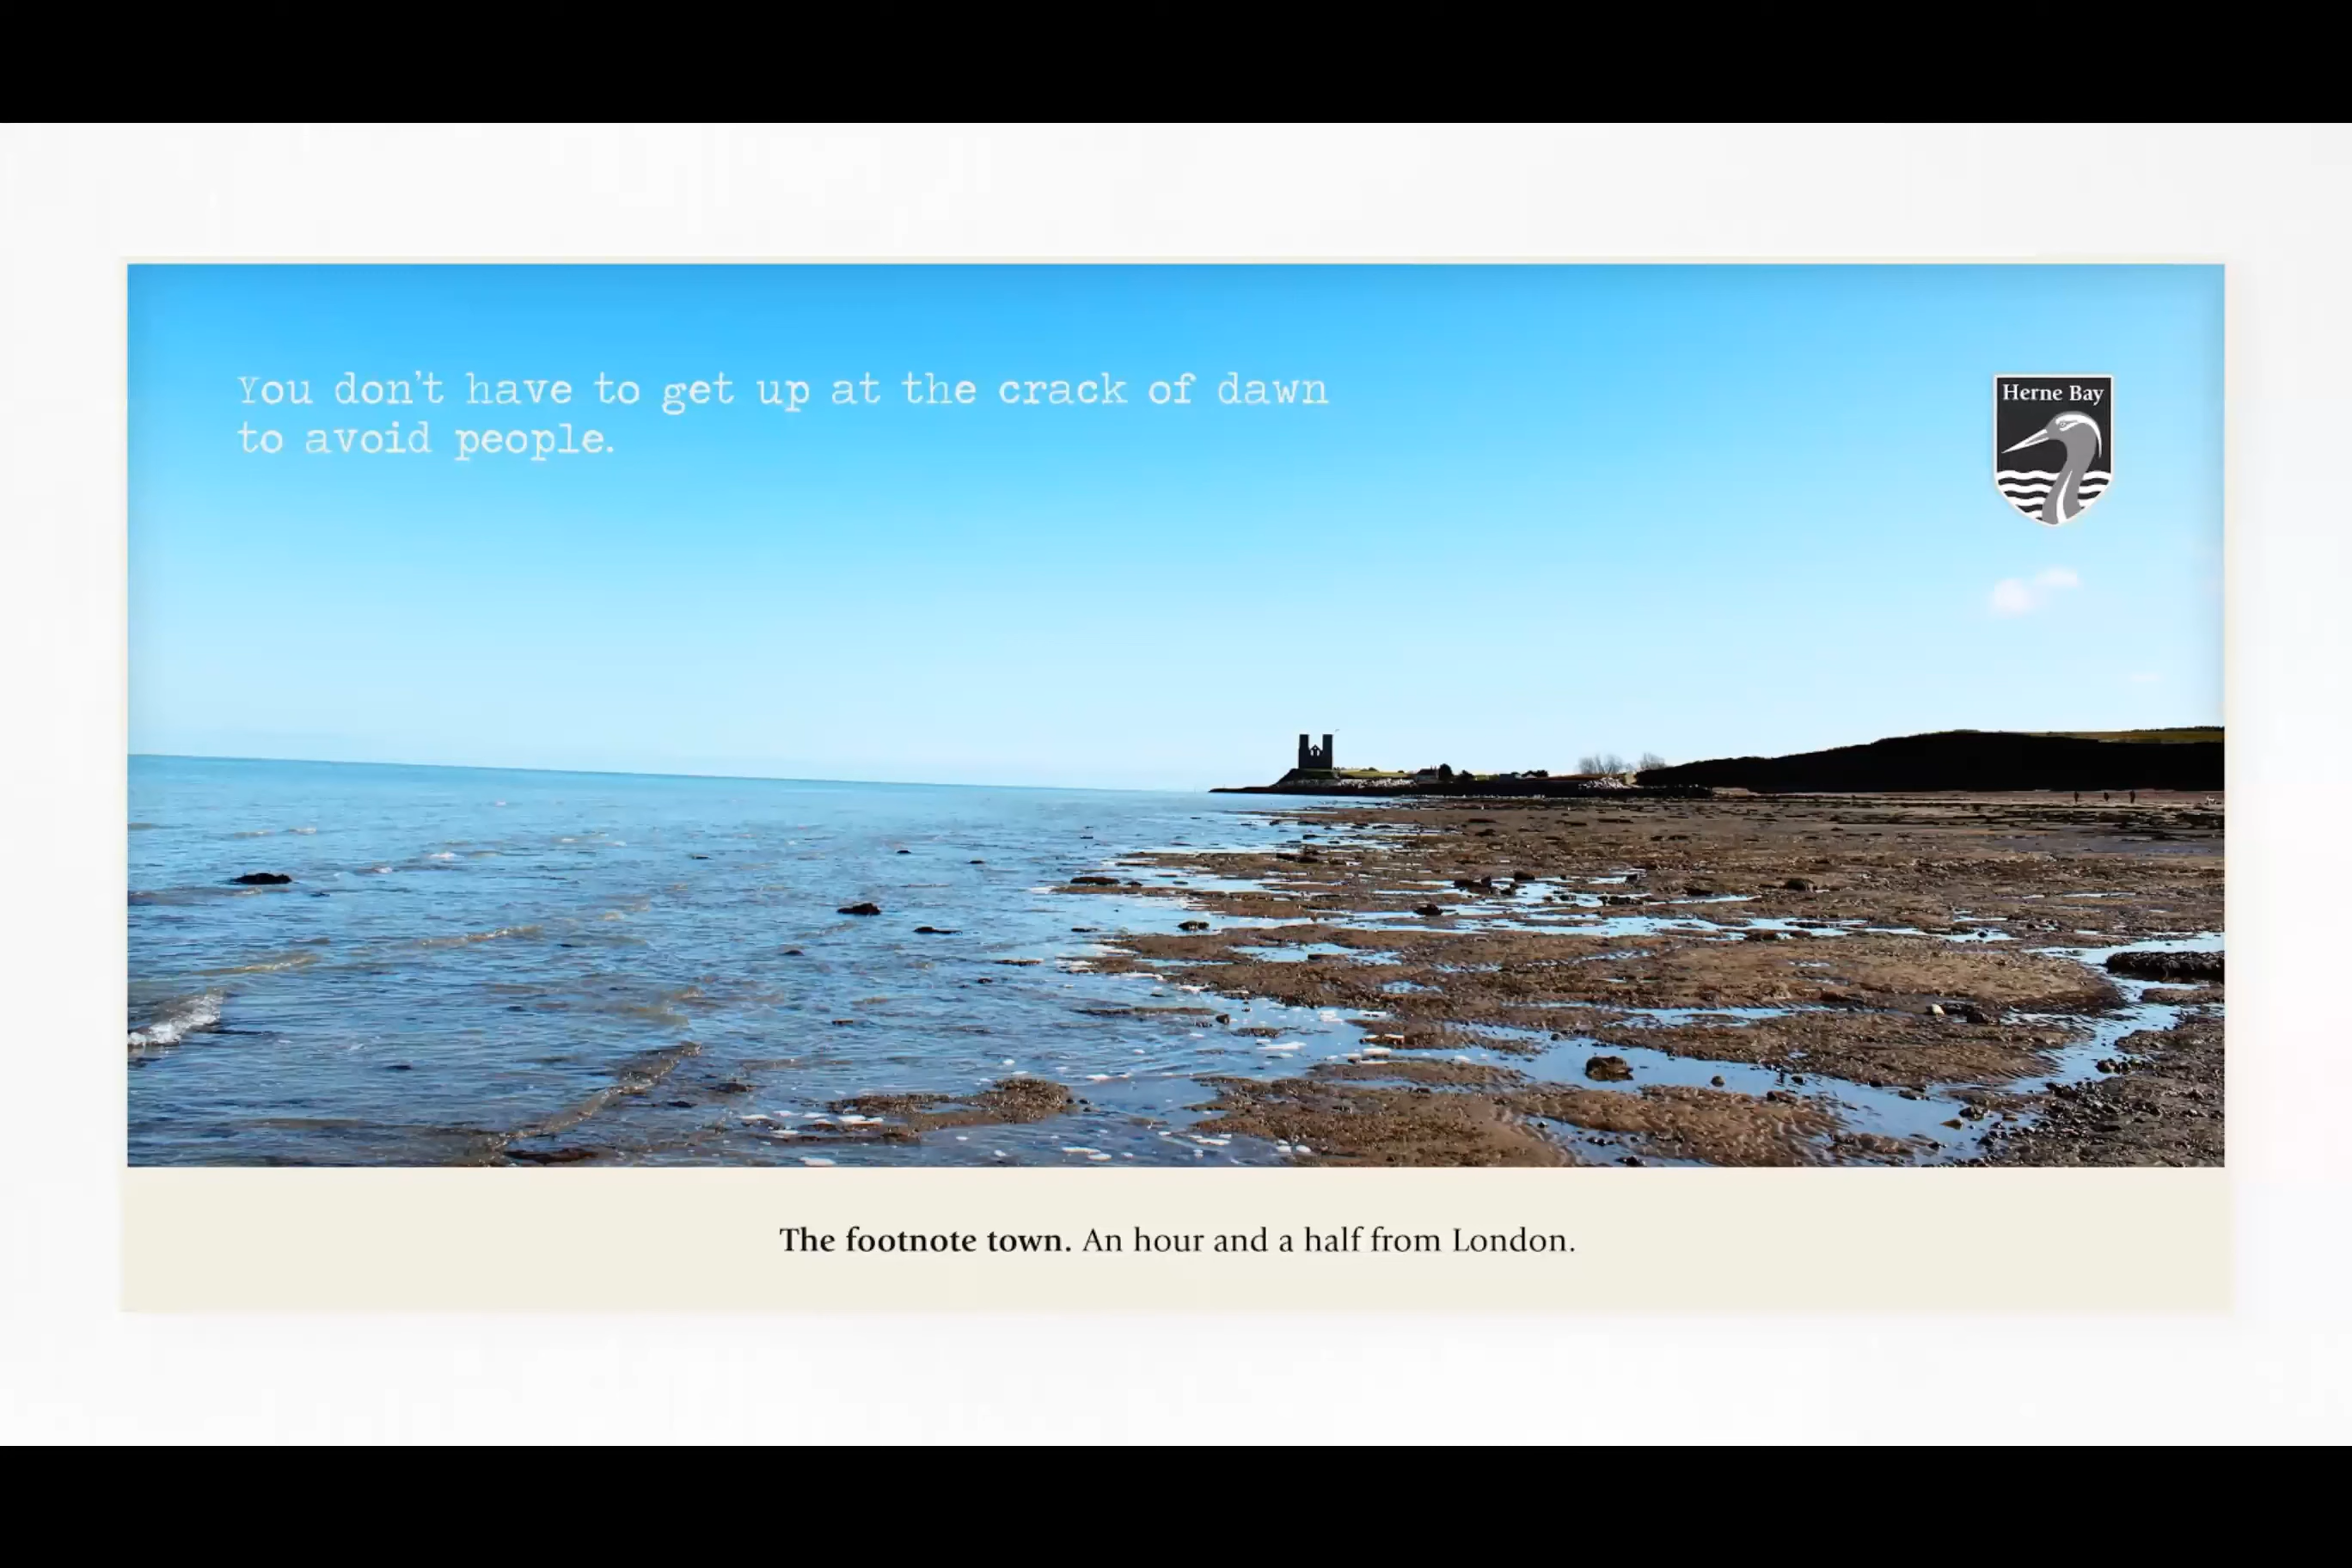 You don't have to get up at the crack of dawn
to avoid people.
Herne Bay
The footnote town. An hour and a half from London.